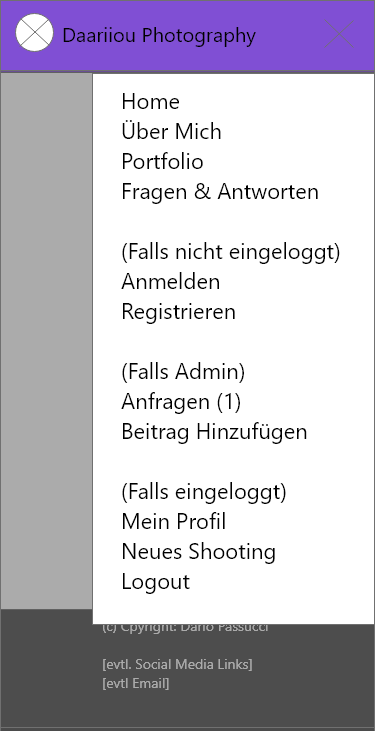 Daariiou Photography
Home
Über Mich
Portfolio
Fragen & Antworten
(Falls nicht eingeloggt)
Anmelden
Registrieren
(Falls Admin)
Anfragen (1)
Beitrag Hinzufügen
(Falls eingeloggt)
Mein Profil
Neues Shooting
Logout
(c) Cpyright: Dario Passucci
[evtl. Social Media Links]
[evtl Email]